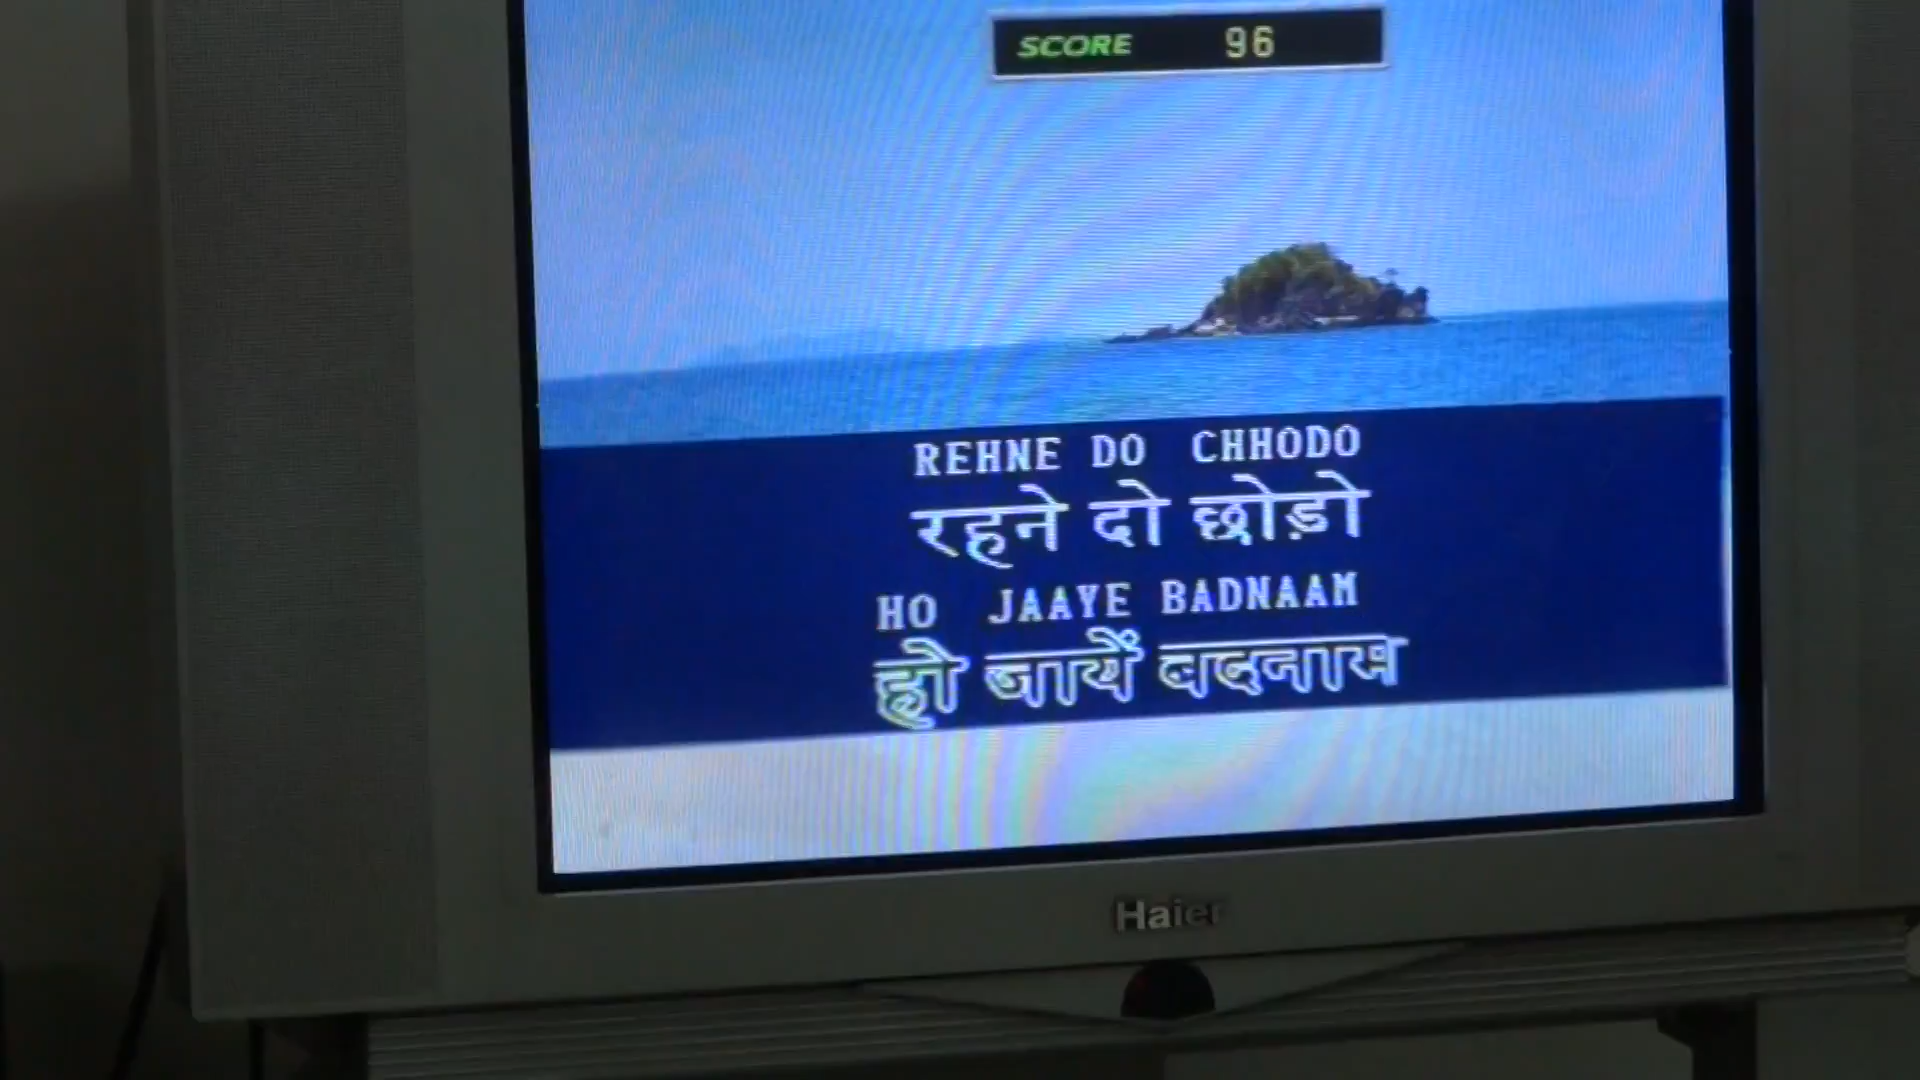 SCORE 96
REHNE DO CHHODO
रहने दो छोड़ो
HO JAAYE BADNAAM
हो जायें बदनाम
Haier